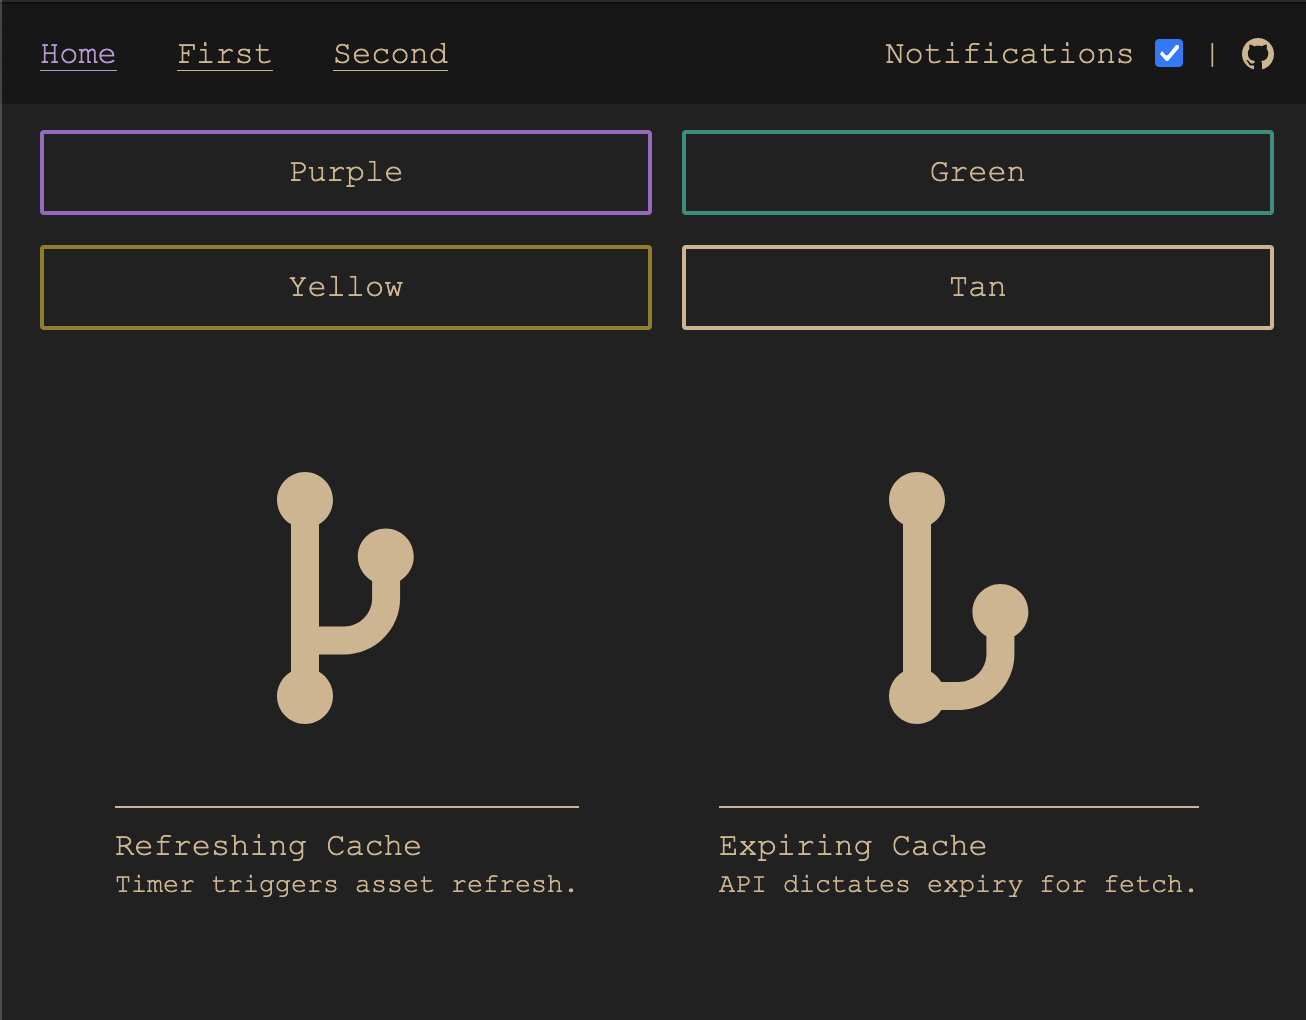 Home First Second Notifications |
Purple Green
Yellow Tan
Refreshing Cache
Timer triggers asset refresh.
Expiring Cache
API dictates expiry for fetch.